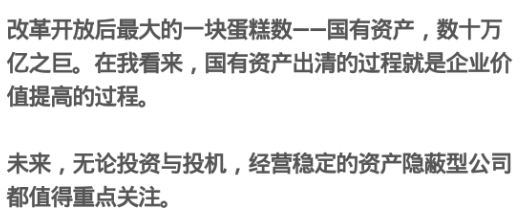 改革开放后最大的一块蛋糕数——国有资产，数十万
亿之巨。在我看来，国有资产出清的过程就是企业价
值提高的过程。
未来，无论投资与投机，经营稳定的资产隐蔽型公司
都值得重点关注。